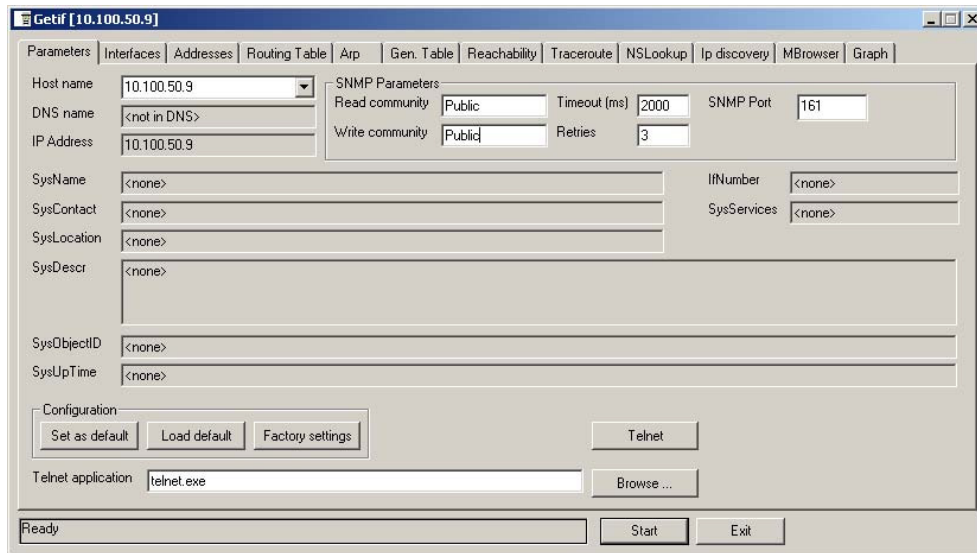 Getif [10.100.50.9]
Parameters Interfaces Addresses Routing Table Arp Gen. Table Reachability Traceroute NSLookup Ip discovery MBrowser Graph
Host name 10.100.50.9
DNS name <not in DNS>
IP Address 10.100.50.9
SNMP Parameters
Read community Public Timeout (ms) 2000 SNMP Port 161
Write community Public Retries 3
SysName <none> IfNumber <none>
SysContact <none> SysServices <none>
SysLocation <none>
SysDescr <none>
SysObjectID <none>
SysUpTime <none>
Configuration
Set as default Load default Factory settings Telnet
Telnet application telnet.exe Browse ...
Ready Start Exit